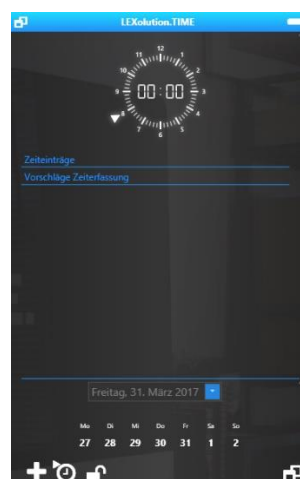 LEXolution.TIME
12
11
1
10
2
9
00:00
3
8
4
7
5
6
Zeiteinträge
Vorschläge Zeiterfassung
Freitag, 31. März 2017
Mo Di Mi Do Fr Sa So
27 28 29 30 31 1 2